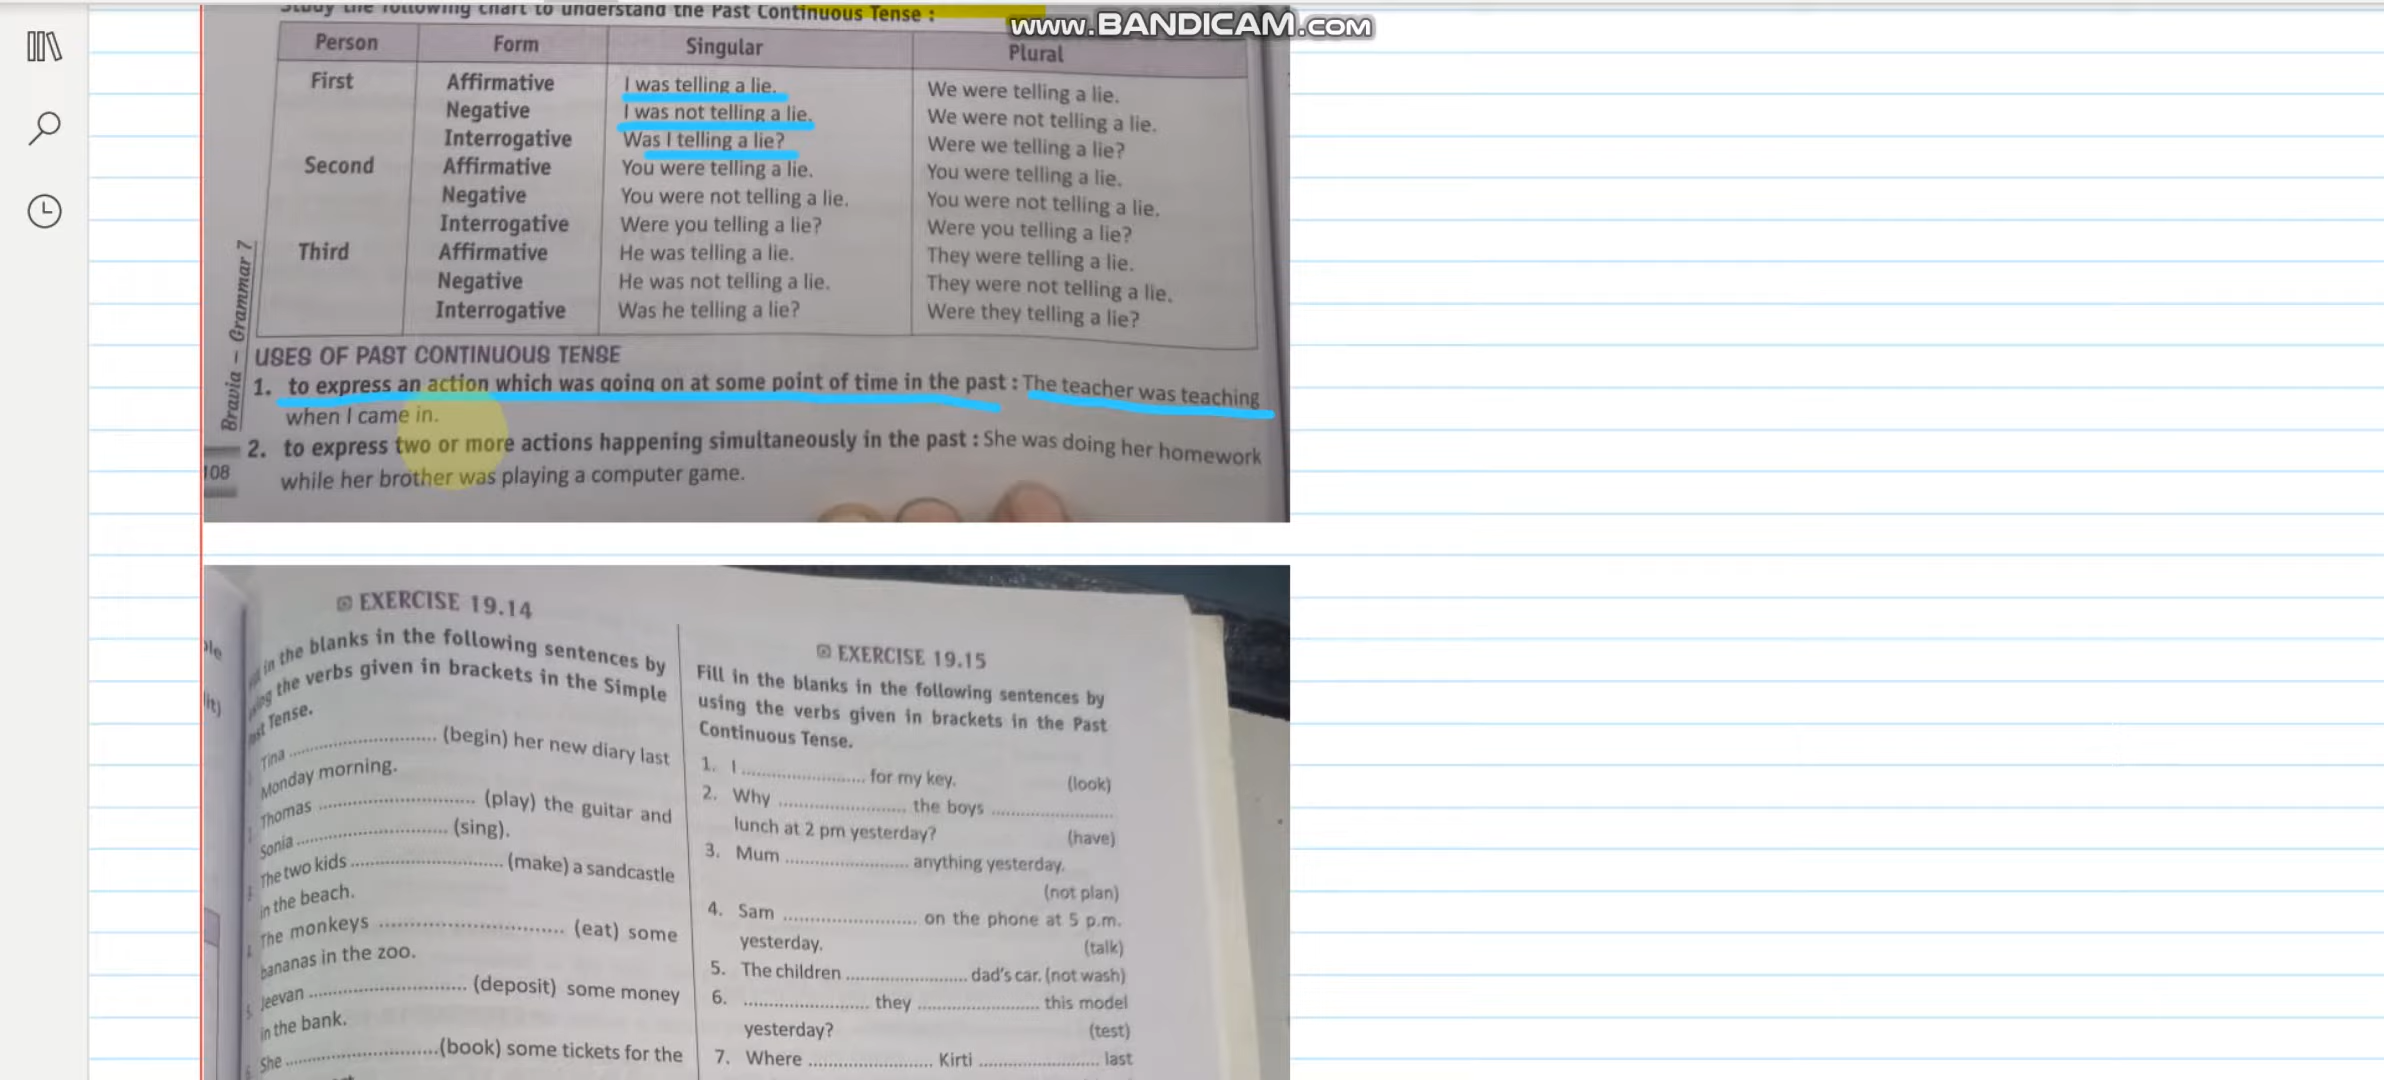 Study the following chart to understand the Past Continuous Tense :
www.BANDICAM.COM
Person Form Singular Plural
First Affirmative I was telling a lie. We were telling a lie.
Negative I was not telling a lie. We were not telling a lie.
Interrogative Was I telling a lie? Were we telling a lie?
Second Affirmative You were telling a lie. You were telling a lie.
Negative You were not telling a lie. You were not telling a lie.
Interrogative Were you telling a lie? Were you telling a lie?
Third Affirmative He was telling a lie. They were telling a lie.
Negative He was not telling a lie. They were not telling a lie.
Interrogative Was he telling a lie? Were they telling a lie?
Bravia – Grammar 7
108
USES OF PAST CONTINUOUS TENSE
1. to express an action which was going on at some point of time in the past : The teacher was teaching
when I came in.
2. to express two or more actions happening simultaneously in the past : She was doing her homework
while her brother was playing a computer game.
EXERCISE 19.14
in the blanks in the following sentences by
the verbs given in brackets in the Simple
Tense.
Tina .............................. (begin) her new diary last
Monday morning.
Thomas .............................. (play) the guitar and
Sonia .............................. (sing).
The two kids .............................. (make) a sandcastle
in the beach.
The monkeys .............................. (eat) some
bananas in the zoo.
Jeevan .............................. (deposit) some money
in the bank.
She ..............................(book) some tickets for the
EXERCISE 19.15
Fill in the blanks in the following sentences by
using the verbs given in brackets in the Past
Continuous Tense.
1. I ........................ for my key. (look)
2. Why ........................ the boys ........................
lunch at 2 pm yesterday? (have)
3. Mum ........................ anything yesterday.
(not plan)
4. Sam ........................ on the phone at 5 p.m.
yesterday. (talk)
5. The children ........................ dad's car. (not wash)
6. ........................ they ........................ this model
yesterday? (test)
7. Where ........................ Kirti ........................ last